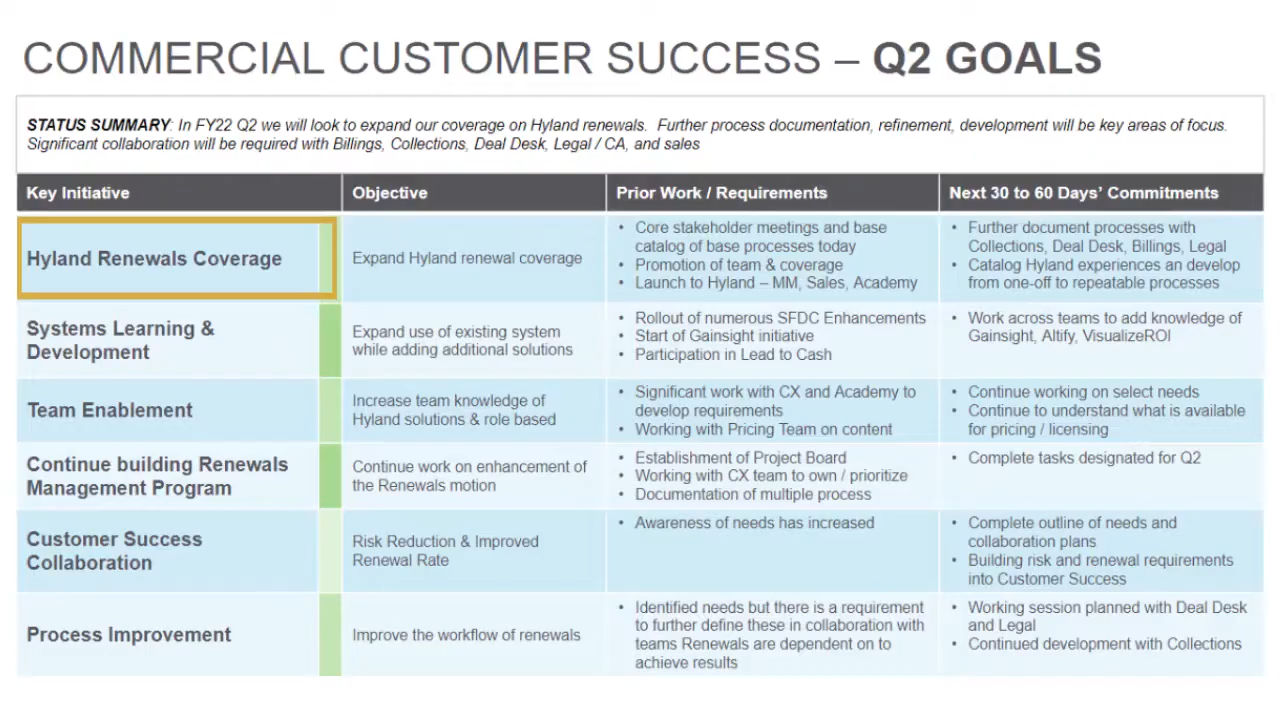 COMMERCIAL CUSTOMER SUCCESS – Q2 GOALS
STATUS SUMMARY: In FY22 Q2 we will look to expand our coverage on Hyland renewals. Further process documentation, refinement, development will be key areas of focus.
Significant collaboration will be required with Billings, Collections, Deal Desk, Legal / CA, and sales
Key Initiative
Objective
Prior Work / Requirements
Next 30 to 60 Days' Commitments
Hyland Renewals Coverage
Expand Hyland renewal coverage
• Core stakeholder meetings and base
catalog of base processes today
• Promotion of team & coverage
• Launch to Hyland – MM, Sales, Academy
• Further document processes with
Collections, Deal Desk, Billings, Legal
• Catalog Hyland experiences an develop
from one-off to repeatable processes
Systems Learning &
Development
Expand use of existing system
while adding additional solutions
• Rollout of numerous SFDC Enhancements
• Start of Gainsight initiative
• Participation in Lead to Cash
• Work across teams to add knowledge of
Gainsight, Altify, VisualizeROI
Team Enablement
Increase team knowledge of
Hyland solutions & role based
• Significant work with CX and Academy to
develop requirements
• Working with Pricing Team on content
• Continue working on select needs
• Continue to understand what is available
for pricing / licensing
Continue building Renewals
Management Program
Continue work on enhancement of
the Renewals motion
• Establishment of Project Board
• Working with CX team to own / prioritize
• Documentation of multiple process
• Complete tasks designated for Q2
Customer Success
Collaboration
Risk Reduction & Improved
Renewal Rate
• Awareness of needs has increased
• Complete outline of needs and
collaboration plans
• Building risk and renewal requirements
into Customer Success
Process Improvement
Improve the workflow of renewals
• Identified needs but there is a requirement
to further define these in collaboration with
teams Renewals are dependent on to
achieve results
• Working session planned with Deal Desk
and Legal
• Continued development with Collections